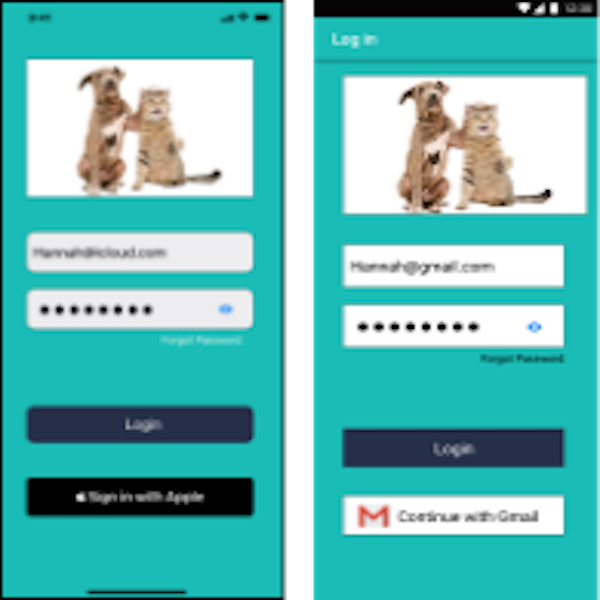 9:41
Hannah@icloud.com
Forgot Password
Login
Sign in with Apple
12:30
Log in
Hannah@gmail.com
Forgot Password
Login
Continue with Gmail